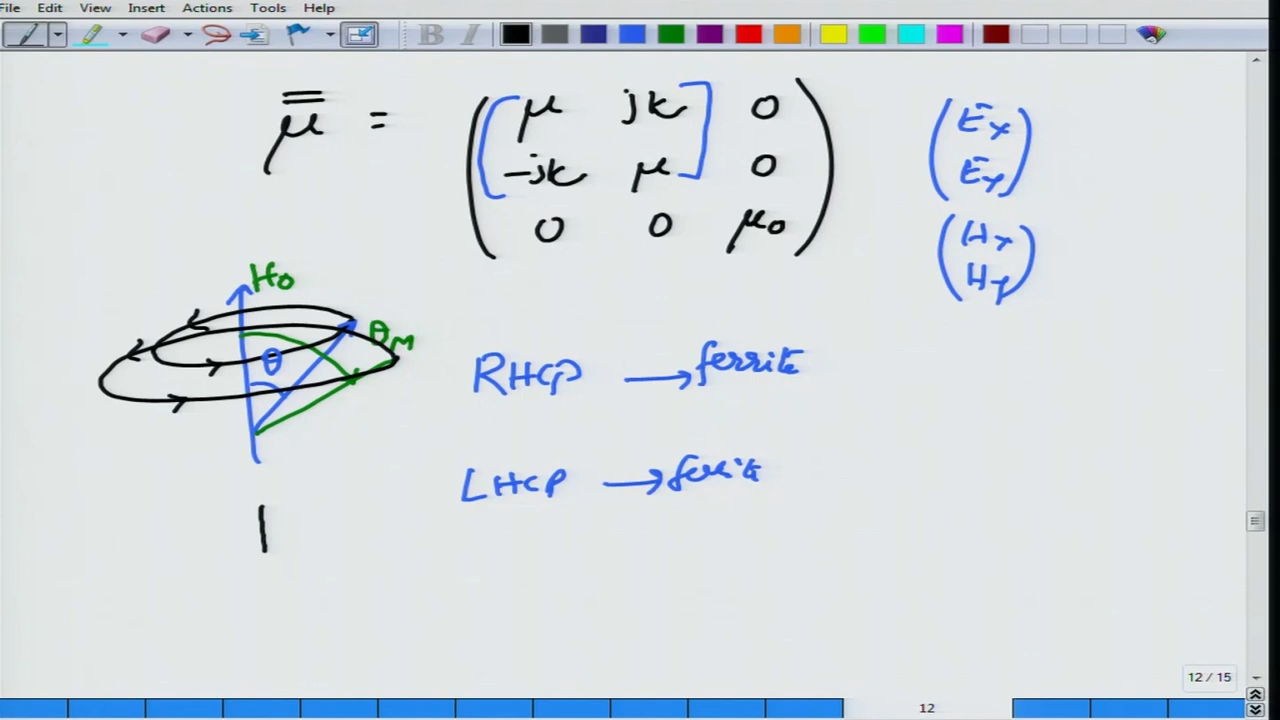 File Edit View Insert Actions Tools Help
B I
μ̿ = ( μ jk 0
-jk μ 0
0 0 μ0 )
( Ex
Ey )
( Hx
Hy )
H0
θ
θM
RHCP → ferrite
LHCP → ferrite
12 / 15
12